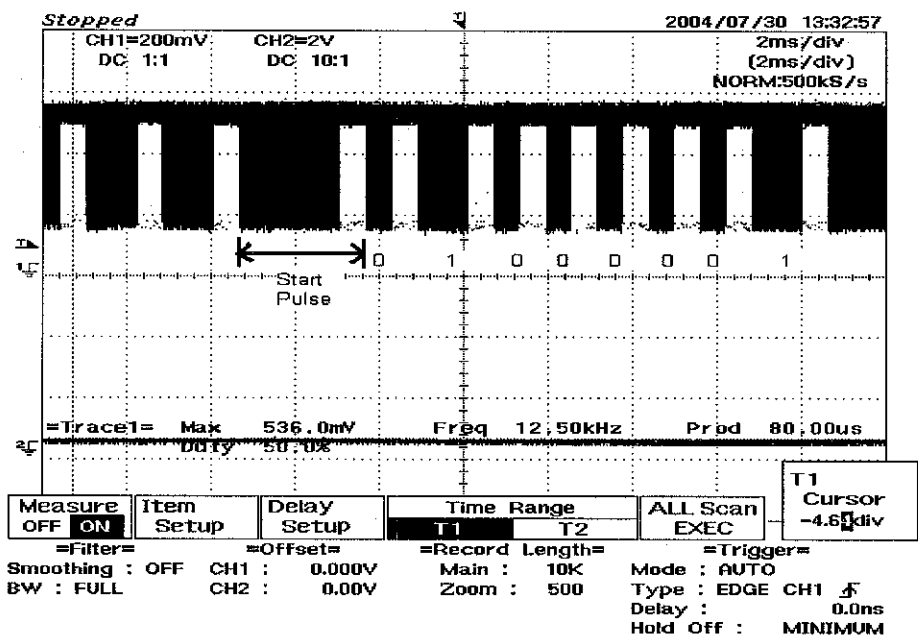 Stopped 2004/07/30 13:32:57
CH1=200mV CH2=2V 2ms/div
DC 1:1 DC 10:1 (2ms/div)
NORM:500kS/s
0 1 0 0 0 0 0 1
Start
Pulse
=Trace1= Max 536.0mV Freq 12.50kHz Prod 80.00us
Duty 50.0%
T1
Cursor
-4.64div
Measure Item Delay Time Range ALL Scan
OFF ON Setup Setup T1 T2 EXEC
=Filter= =Offset= =Record Length= =Trigger=
Smoothing : OFF CH1 : 0.000V Main : 10K Mode : AUTO
BW : FULL CH2 : 0.00V Zoom : 500 Type : EDGE CH1
Delay : 0.0ns
Hold Off : MINIMUM